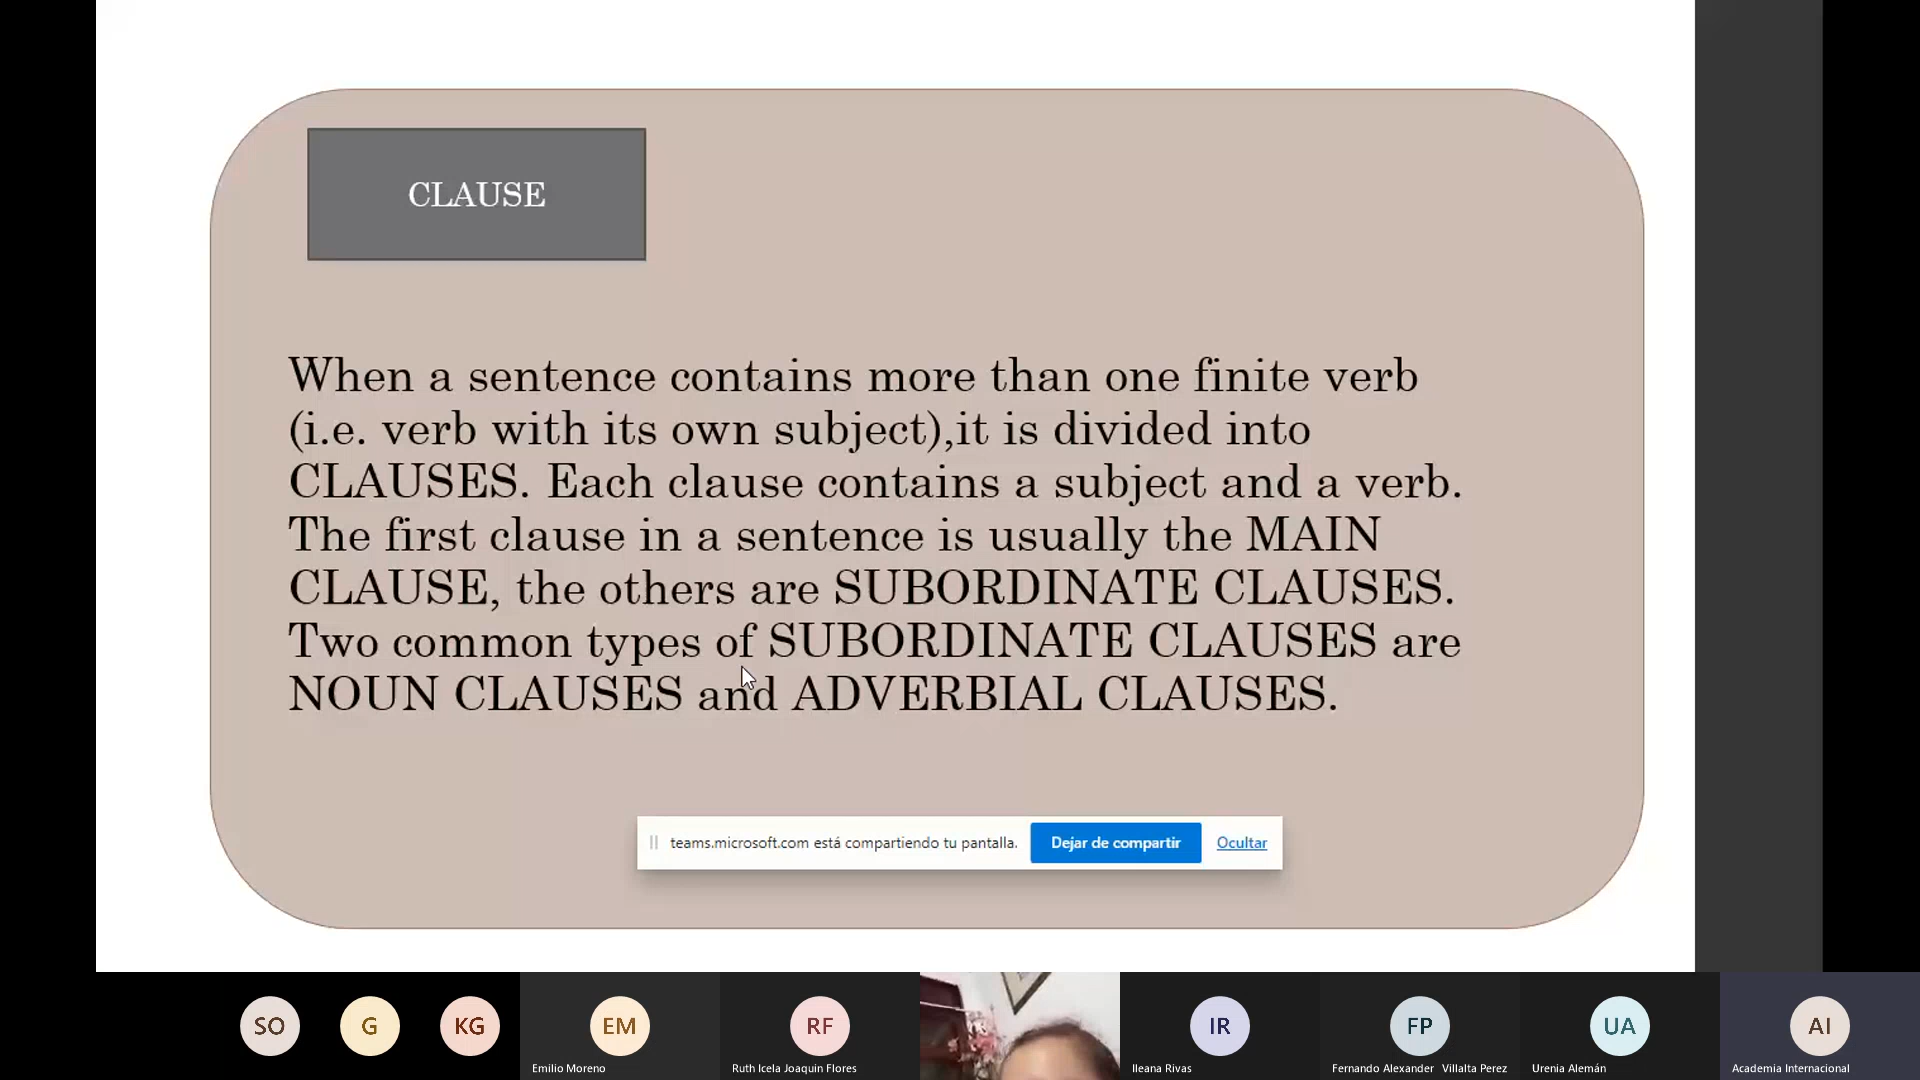 CLAUSE
When a sentence contains more than one finite verb
(i.e. verb with its own subject),it is divided into
CLAUSES. Each clause contains a subject and a verb.
The first clause in a sentence is usually the MAIN
CLAUSE, the others are SUBORDINATE CLAUSES.
Two common types of SUBORDINATE CLAUSES are
NOUN CLAUSES and ADVERBIAL CLAUSES.
teams.microsoft.com está compartiendo tu pantalla. Dejar de compartir Ocultar
SO G KG EM RF IR FP UA AI
Emilio Moreno Ruth Icela Joaquin Flores Ileana Rivas Fernando Alexander Villalta Perez Urenia Alemán Academia Internacional